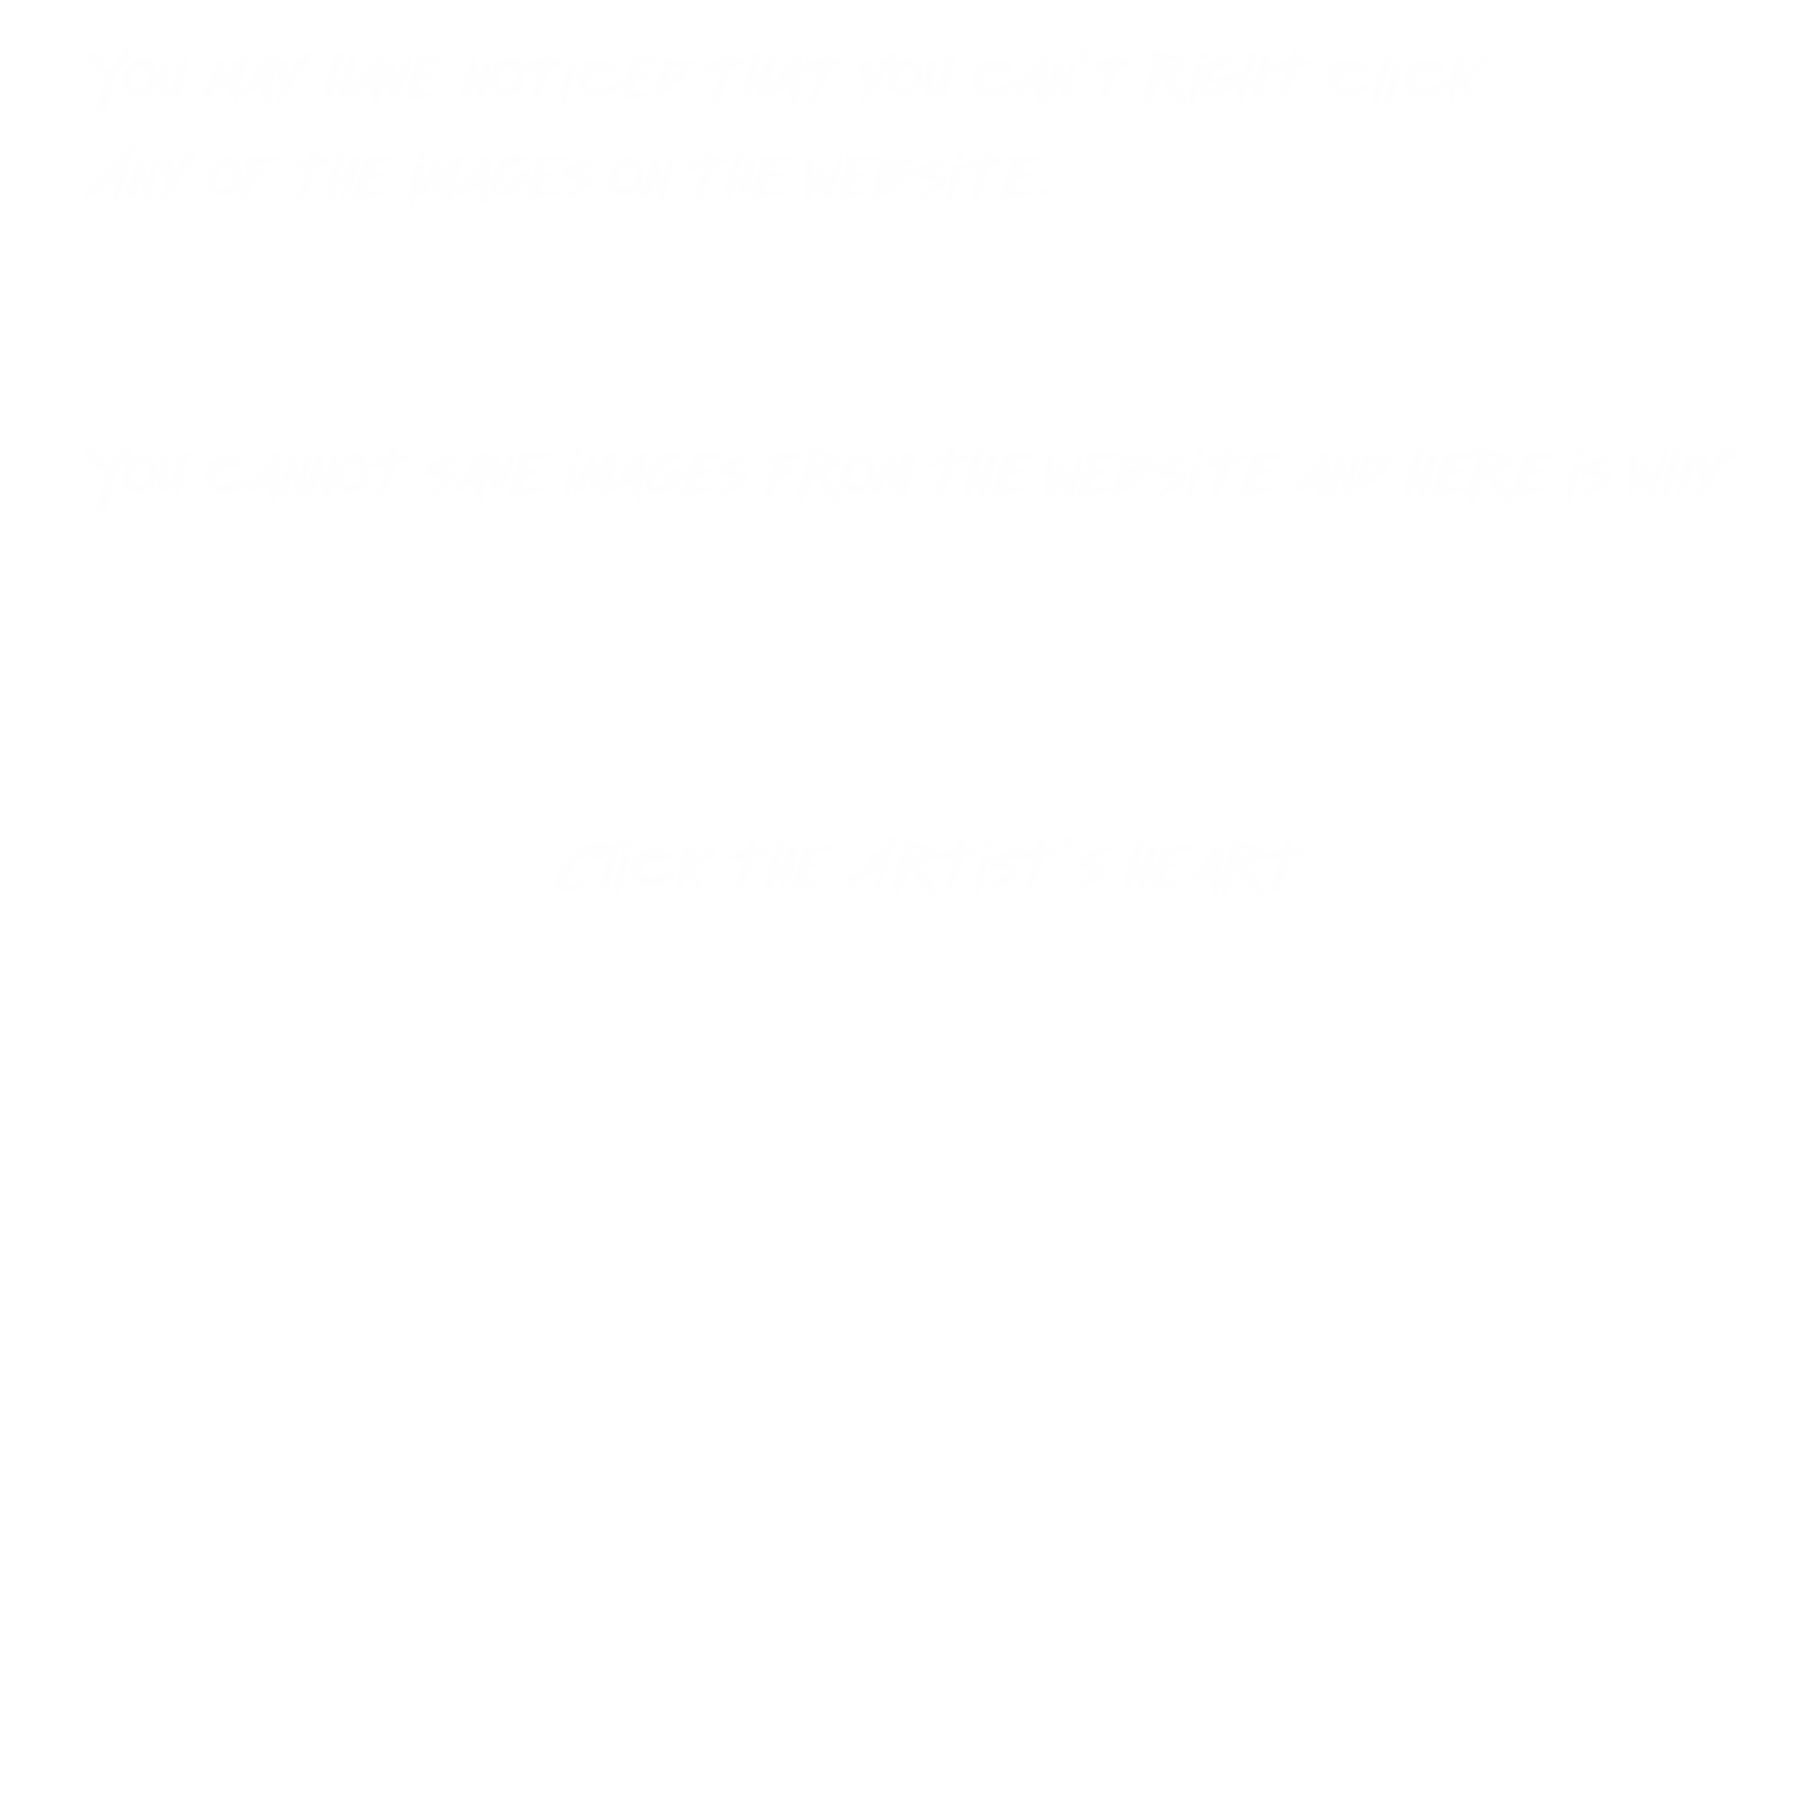 YOU MAY HAVE NOTICED THAT YOU CAN'T RIGHT CLICK
ANY OF THE IMAGES ON THE WEBSITE.
YOU CANNOT SAVE IMAGES FROM THE WEBSITE AND HERE IS WHY.
CLICK THE ARTIST'S HEART